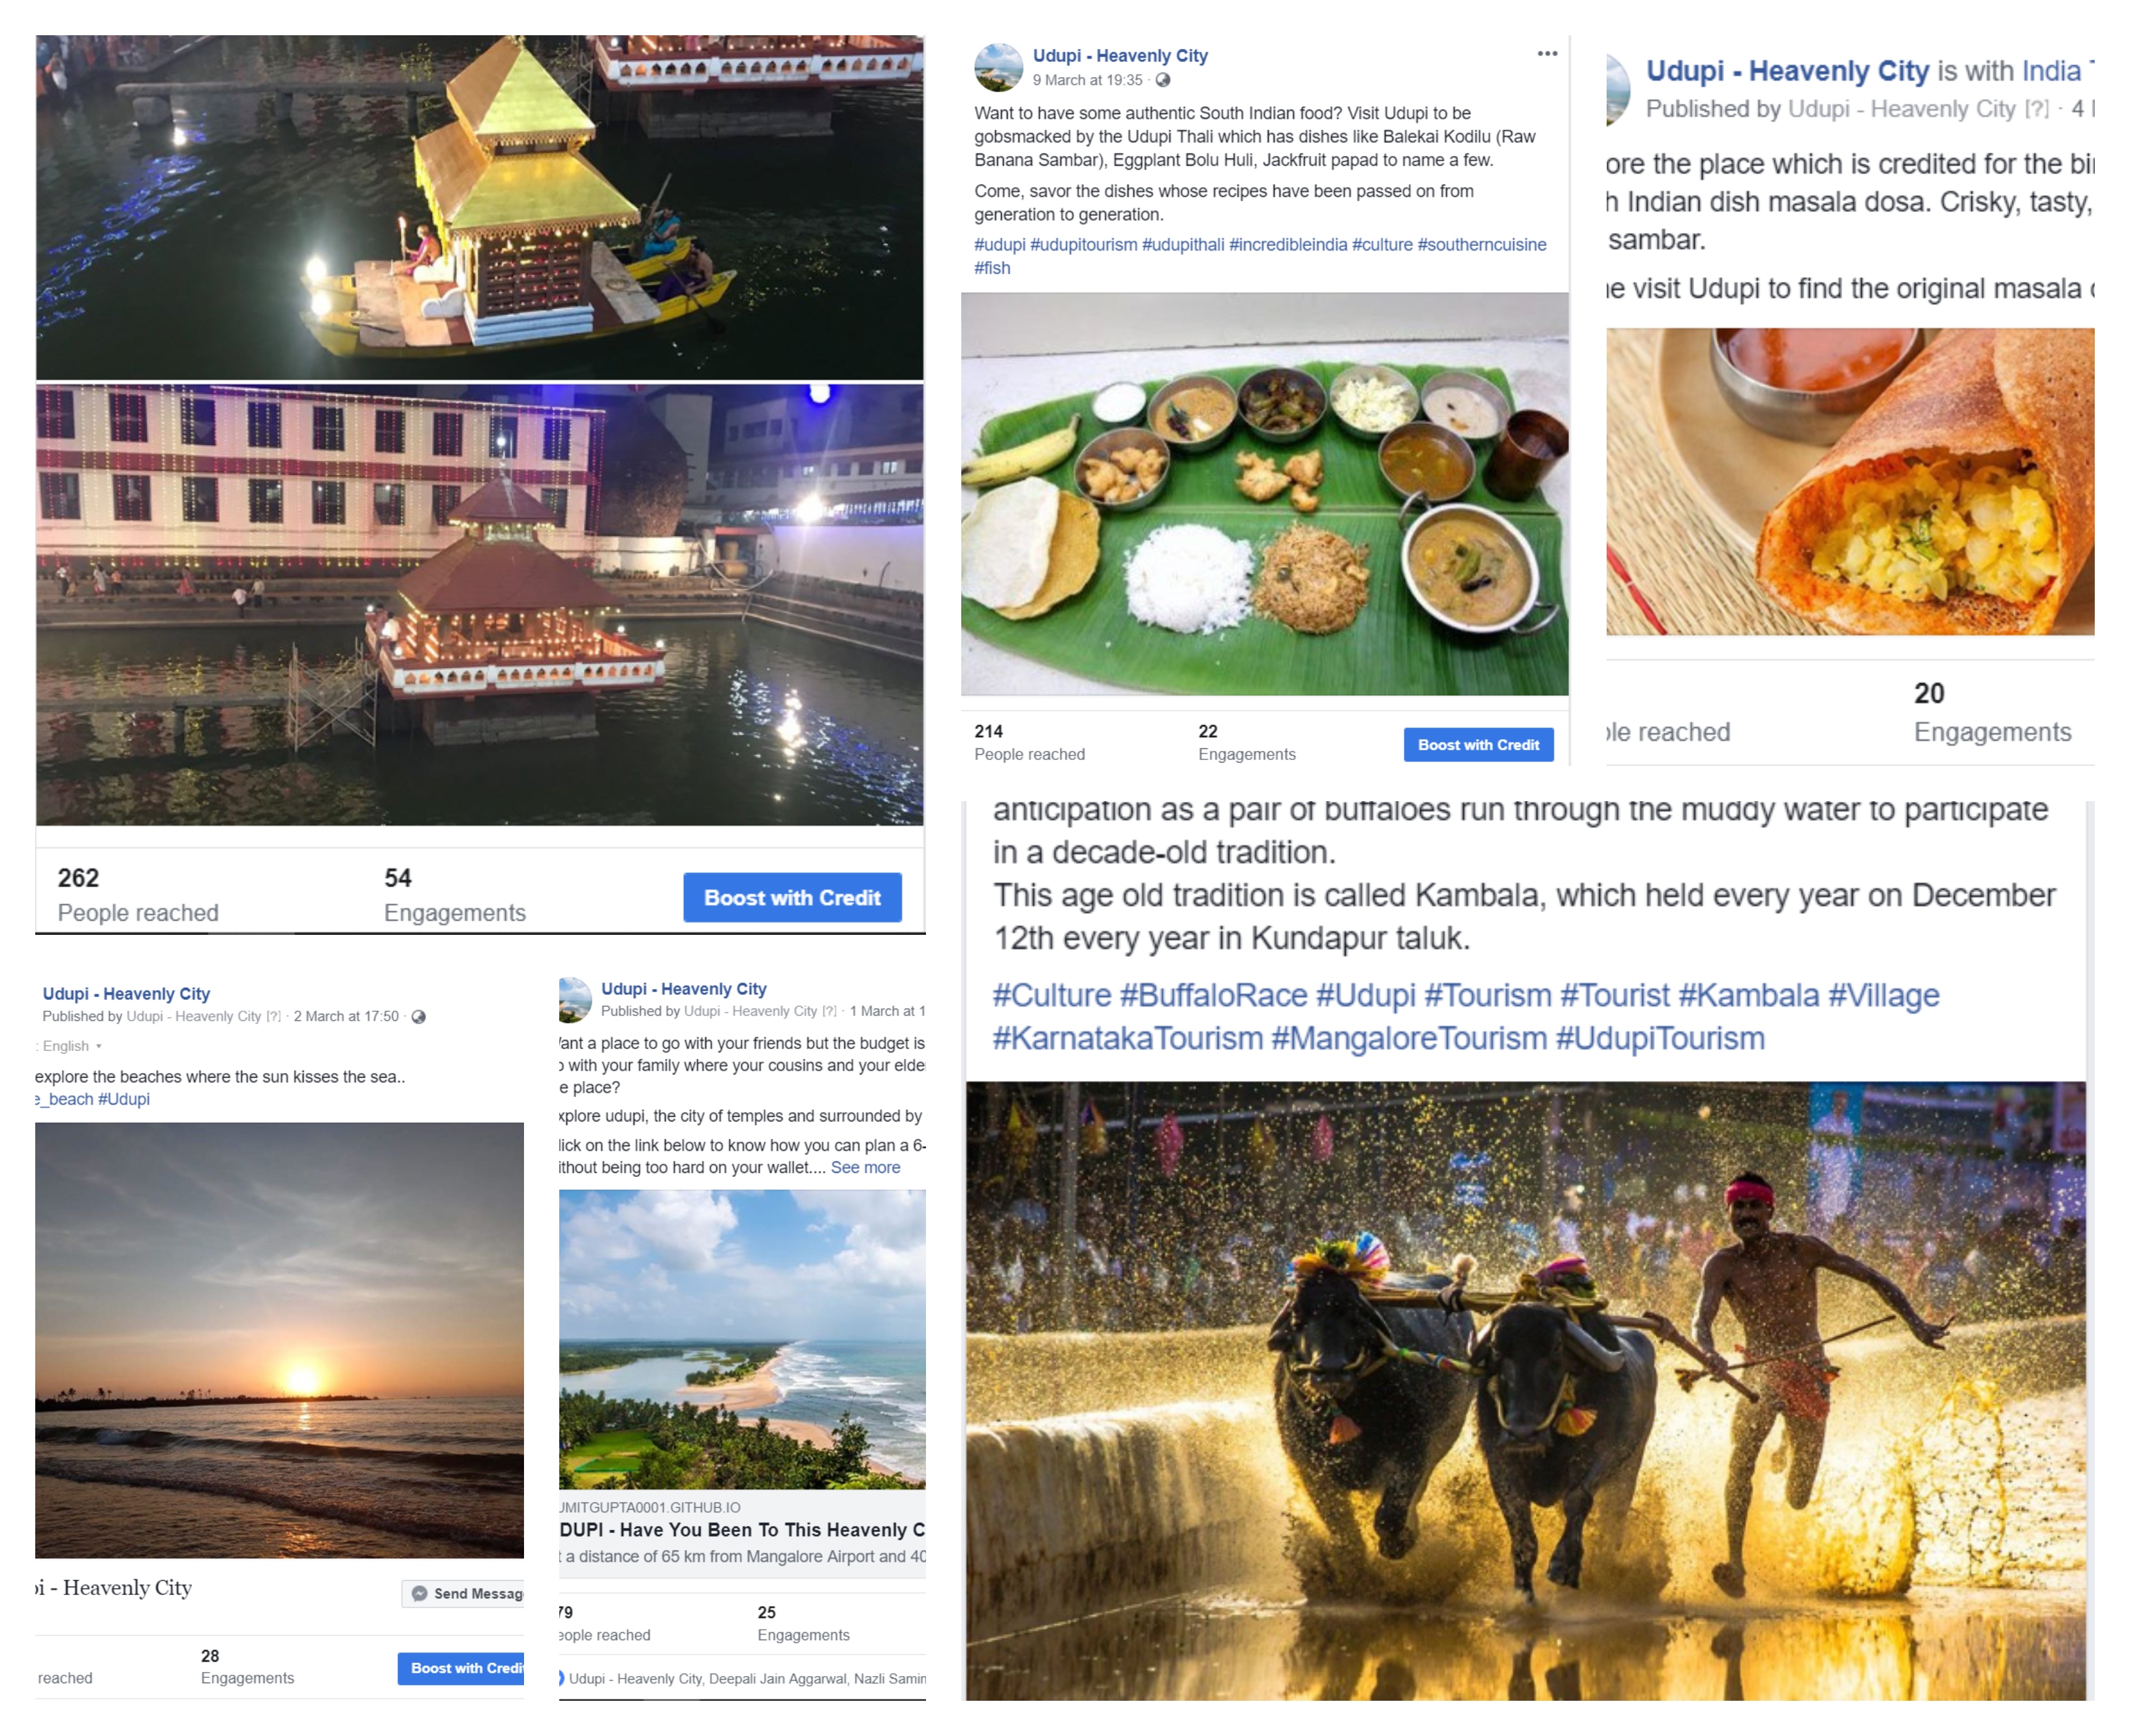 262
People reached
54
Engagements
Boost with Credit
Udupi - Heavenly City
9 March at 19:35 ·
Want to have some authentic South Indian food? Visit Udupi to be
gobsmacked by the Udupi Thali which has dishes like Balekai Kodilu (Raw
Banana Sambar), Eggplant Bolu Huli, Jackfruit papad to name a few.
Come, savor the dishes whose recipes have been passed on from
generation to generation.
#udupi #udupitourism #udupithali #incredibleindia #culture #southerncuisine
#fish
214
People reached
22
Engagements
Boost with Credit
Udupi - Heavenly City is with India
Published by Udupi - Heavenly City [?] · 4
ore the place which is credited for the
Indian dish masala dosa. Crisky, tasty,
sambar.
visit Udupi to find the original masala
reached
20
Engagements
Udupi - Heavenly City
Published by Udupi - Heavenly City [?] · 2 March at 17:50 ·
: English
explore the beaches where the sun kisses the sea..
e_beach #Udupi
- Heavenly City
Send Messag
reached
28
Engagements
Boost with Credi
Udupi - Heavenly City
Published by Udupi - Heavenly City [?] · 1 March at 1
ant a place to go with your friends but the budget is
with your family where your cousins and your elde
e place?
xplore udupi, the city of temples and surrounded by
lick on the link below to know how you can plan a 6-
ithout being too hard on your wallet.... See more
UMITGUPTA0001.GITHUB.IO
DUPI - Have You Been To This Heavenly C
t a distance of 65 km from Mangalore Airport and 40
79
eople reached
25
Engagements
Udupi - Heavenly City, Deepali Jain Aggarwal, Nazli Samin
anticipation as a pair of buffaloes run through the muddy water to participate
in a decade-old tradition.
This age old tradition is called Kambala, which held every year on December
12th every year in Kundapur taluk.
#Culture #BuffaloRace #Udupi #Tourism #Tourist #Kambala #Village
#KarnatakaTourism #MangaloreTourism #UdupiTourism